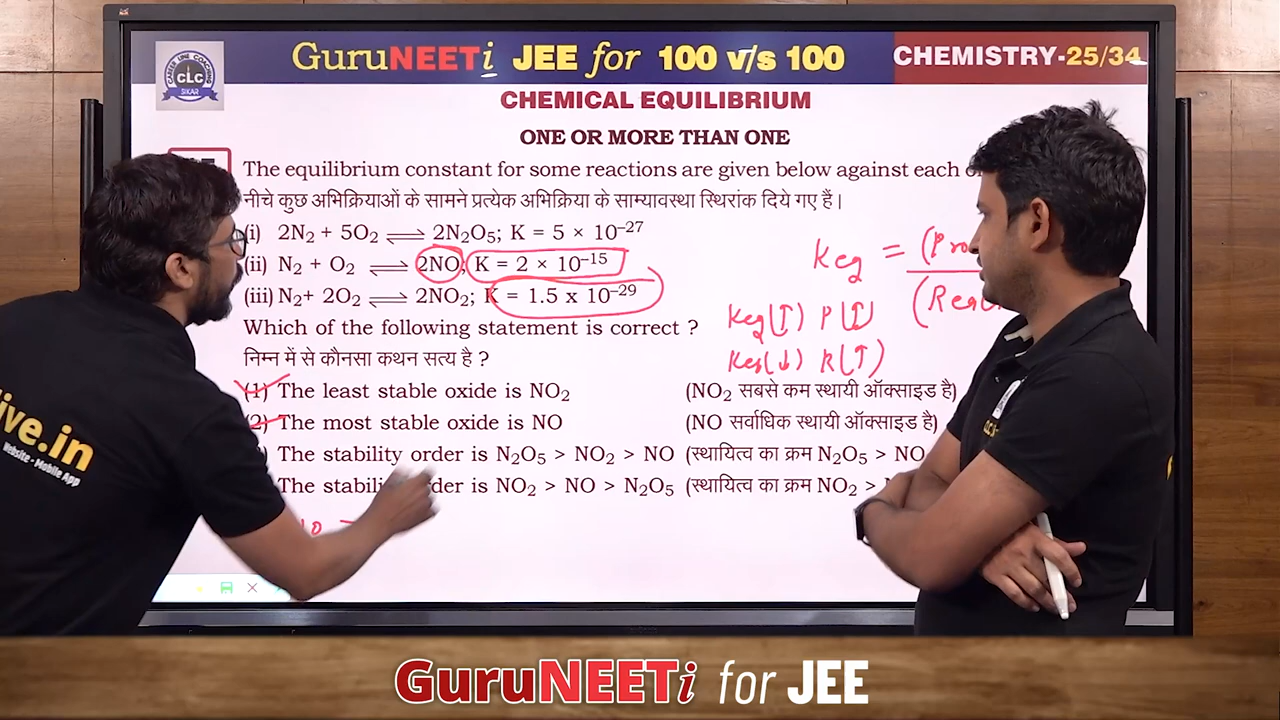 CAREER LINE COACHING
CLC
SIKAR
GuruNEETi JEE for 100 v/s 100
CHEMISTRY-25/34
CHEMICAL EQUILIBRIUM
ONE OR MORE THAN ONE
The equilibrium constant for some reactions are given below against each
नीचे कुछ अभिक्रियाओं के सामने प्रत्येक अभिक्रिया के साम्यावस्था स्थिरांक दिये गए हैं।
(i) 2N₂ + 5O₂ ⇌ 2N₂O₅; K = 5 × 10⁻²⁷
(ii) N₂ + O₂ ⇌ 2NO; K = 2 × 10⁻¹⁵
(iii) N₂+ 2O₂ ⇌ 2NO₂; K = 1.5 x 10⁻²⁹
Keq = (Pro
(Reac
Keq(↑) P(↑)
Keq(↓) R(↑)
Which of the following statement is correct ?
निम्न में से कौनसा कथन सत्य है ?
(1) The least stable oxide is NO₂ (NO₂ सबसे कम स्थायी ऑक्साइड है)
(2) The most stable oxide is NO (NO सर्वाधिक स्थायी ऑक्साइड है)
The stability order is N₂O₅ > NO₂ > NO (स्थायित्व का क्रम N₂O₅ > NO
The order is NO₂ > NO > N₂O₅ (स्थायित्व का क्रम NO₂ >
ive.in
Website - Mobile App
GuruNEETi for JEE